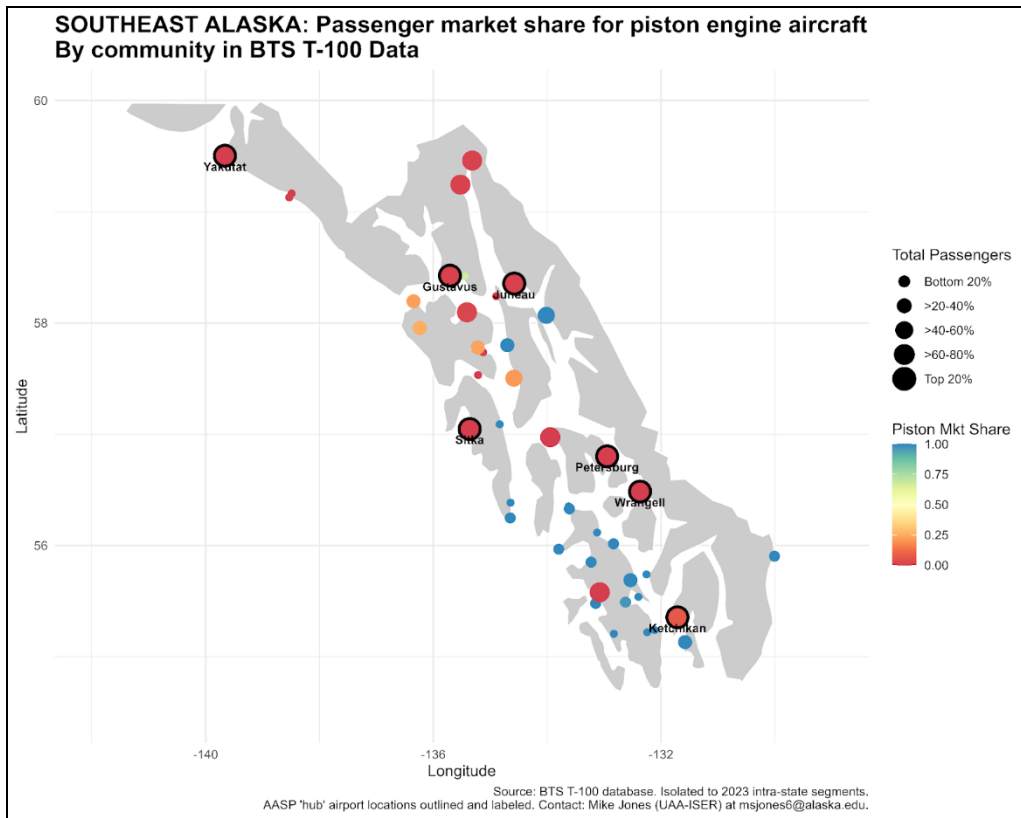 SOUTHEAST ALASKA: Passenger market share for piston engine aircraft
By community in BTS T-100 Data
60
Yakutat
Gustavus
Juneau
58
Sitka
Petersburg
Wrangell
56
Ketchikan
Latitude
-140
-136
-132
Longitude
Total Passengers
Bottom 20%
>20-40%
>40-60%
>60-80%
Top 20%
Piston Mkt Share
1.00
0.75
0.50
0.25
0.00
Source: BTS T-100 database. Isolated to 2023 intra-state segments.
AASP 'hub' airport locations outlined and labeled. Contact: Mike Jones (UAA-ISER) at msjones6@alaska.edu.